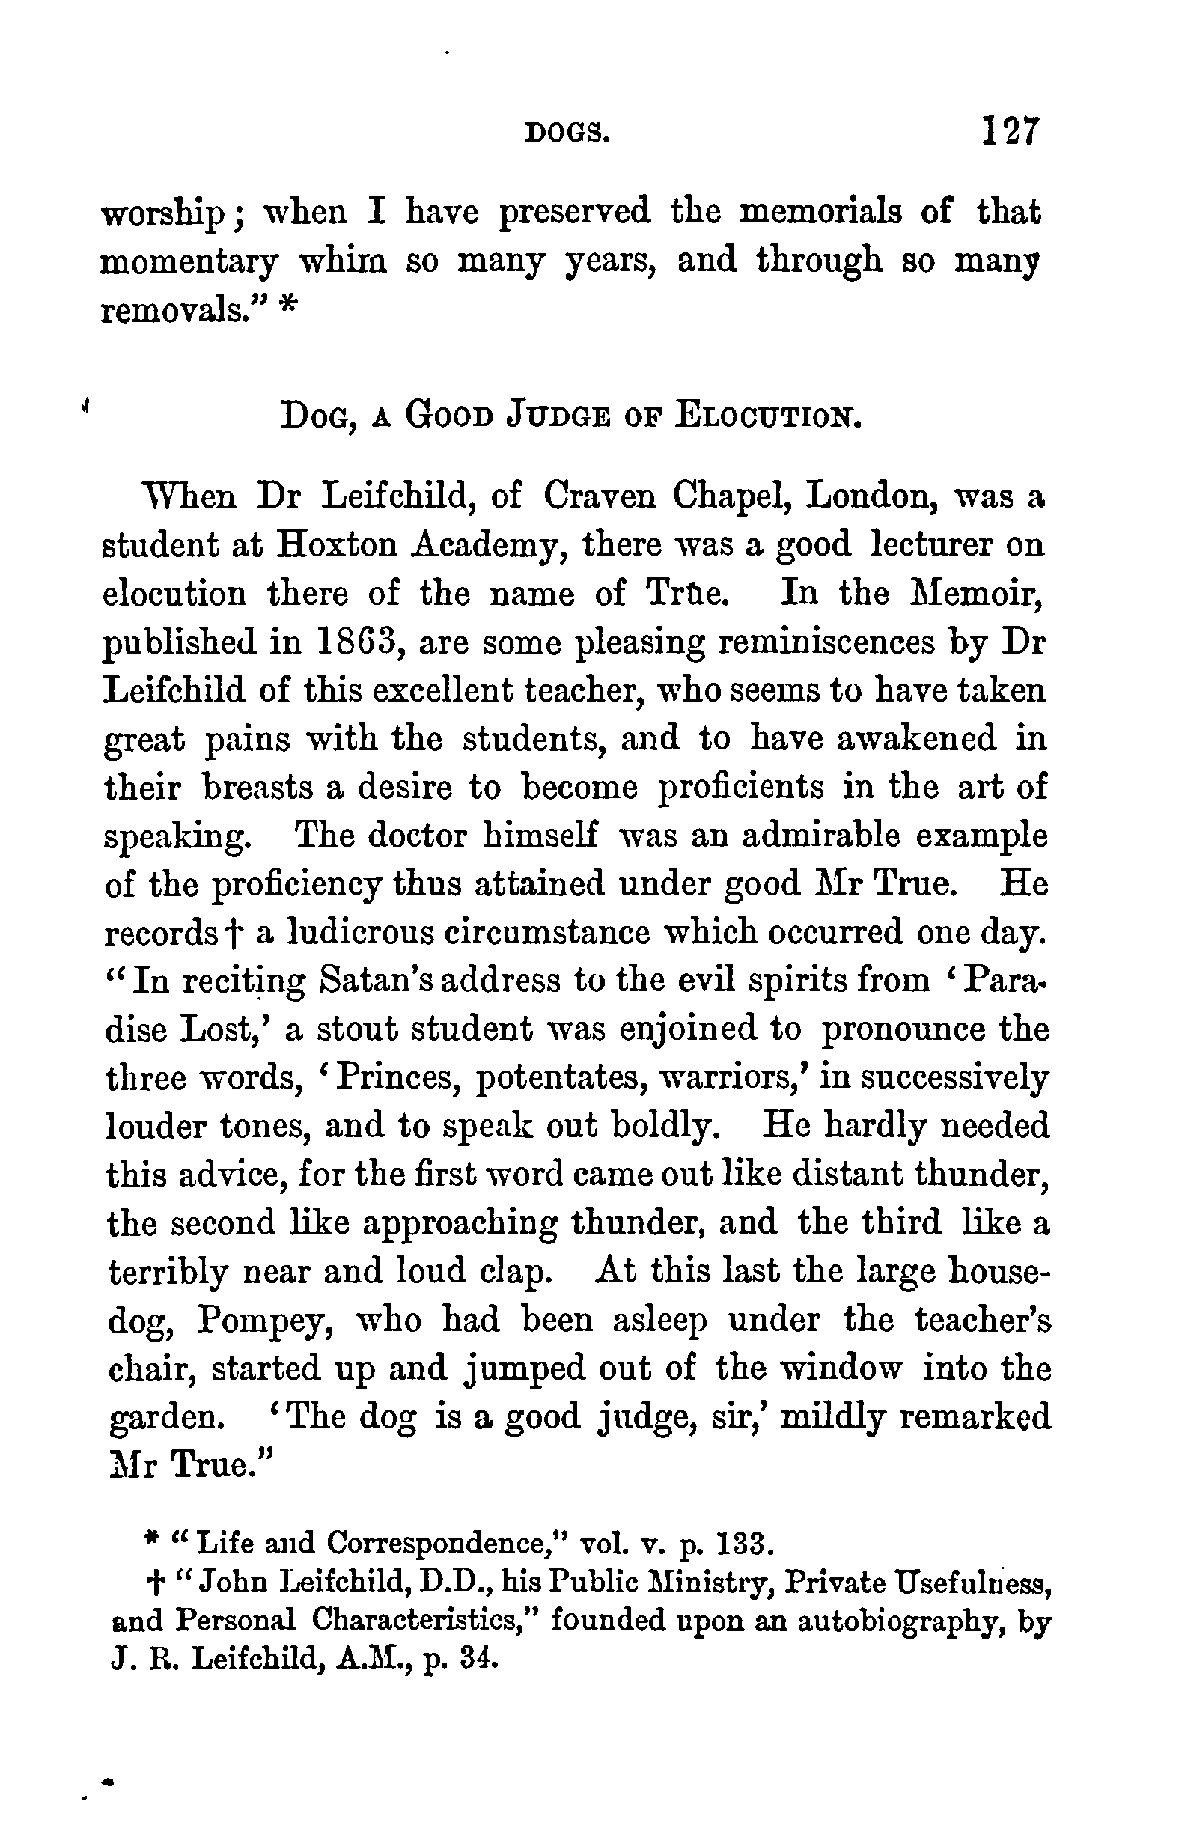 DOGS. 127
worship; when I have preserved the memorials of that
momentary whim so many years, and through so many
removals." *
Dog, a Good Judge of Elocution.
When Dr Leifchild, of Craven Chapel, London, was a
student at Hoxton Academy, there was a good lecturer on
elocution there of the name of True. In the Memoir,
published in 1863, are some pleasing reminiscences by Dr
Leifchild of this excellent teacher, who seems to have taken
great pains with the students, and to have awakened in
their breasts a desire to become proficients in the art of
speaking. The doctor himself was an admirable example
of the proficiency thus attained under good Mr True. He
records† a ludicrous circumstance which occurred one day.
"In reciting Satan's address to the evil spirits from 'Para-
dise Lost,' a stout student was enjoined to pronounce the
three words, 'Princes, potentates, warriors,' in successively
louder tones, and to speak out boldly. He hardly needed
this advice, for the first word came out like distant thunder,
the second like approaching thunder, and the third like a
terribly near and loud clap. At this last the large house-
dog, Pompey, who had been asleep under the teacher's
chair, started up and jumped out of the window into the
garden. 'The dog is a good judge, sir,' mildly remarked
Mr True."
* "Life and Correspondence," vol. v. p. 133.
† "John Leifchild, D.D., his Public Ministry, Private Usefulness,
and Personal Characteristics," founded upon an autobiography, by
J. R. Leifchild, A.M., p. 34.